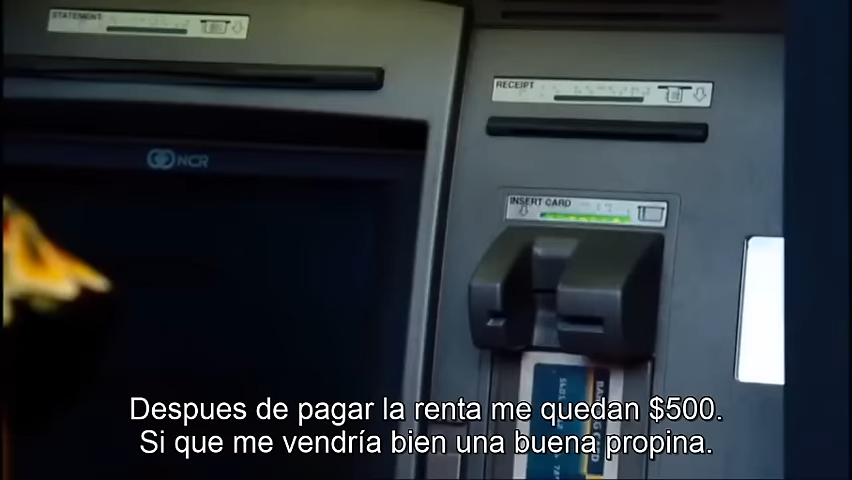 STATEMENT
RECEIPT
NCR
INSERT CARD
Despues de pagar la renta me quedan $500.
Si que me vendría bien una buena propina.